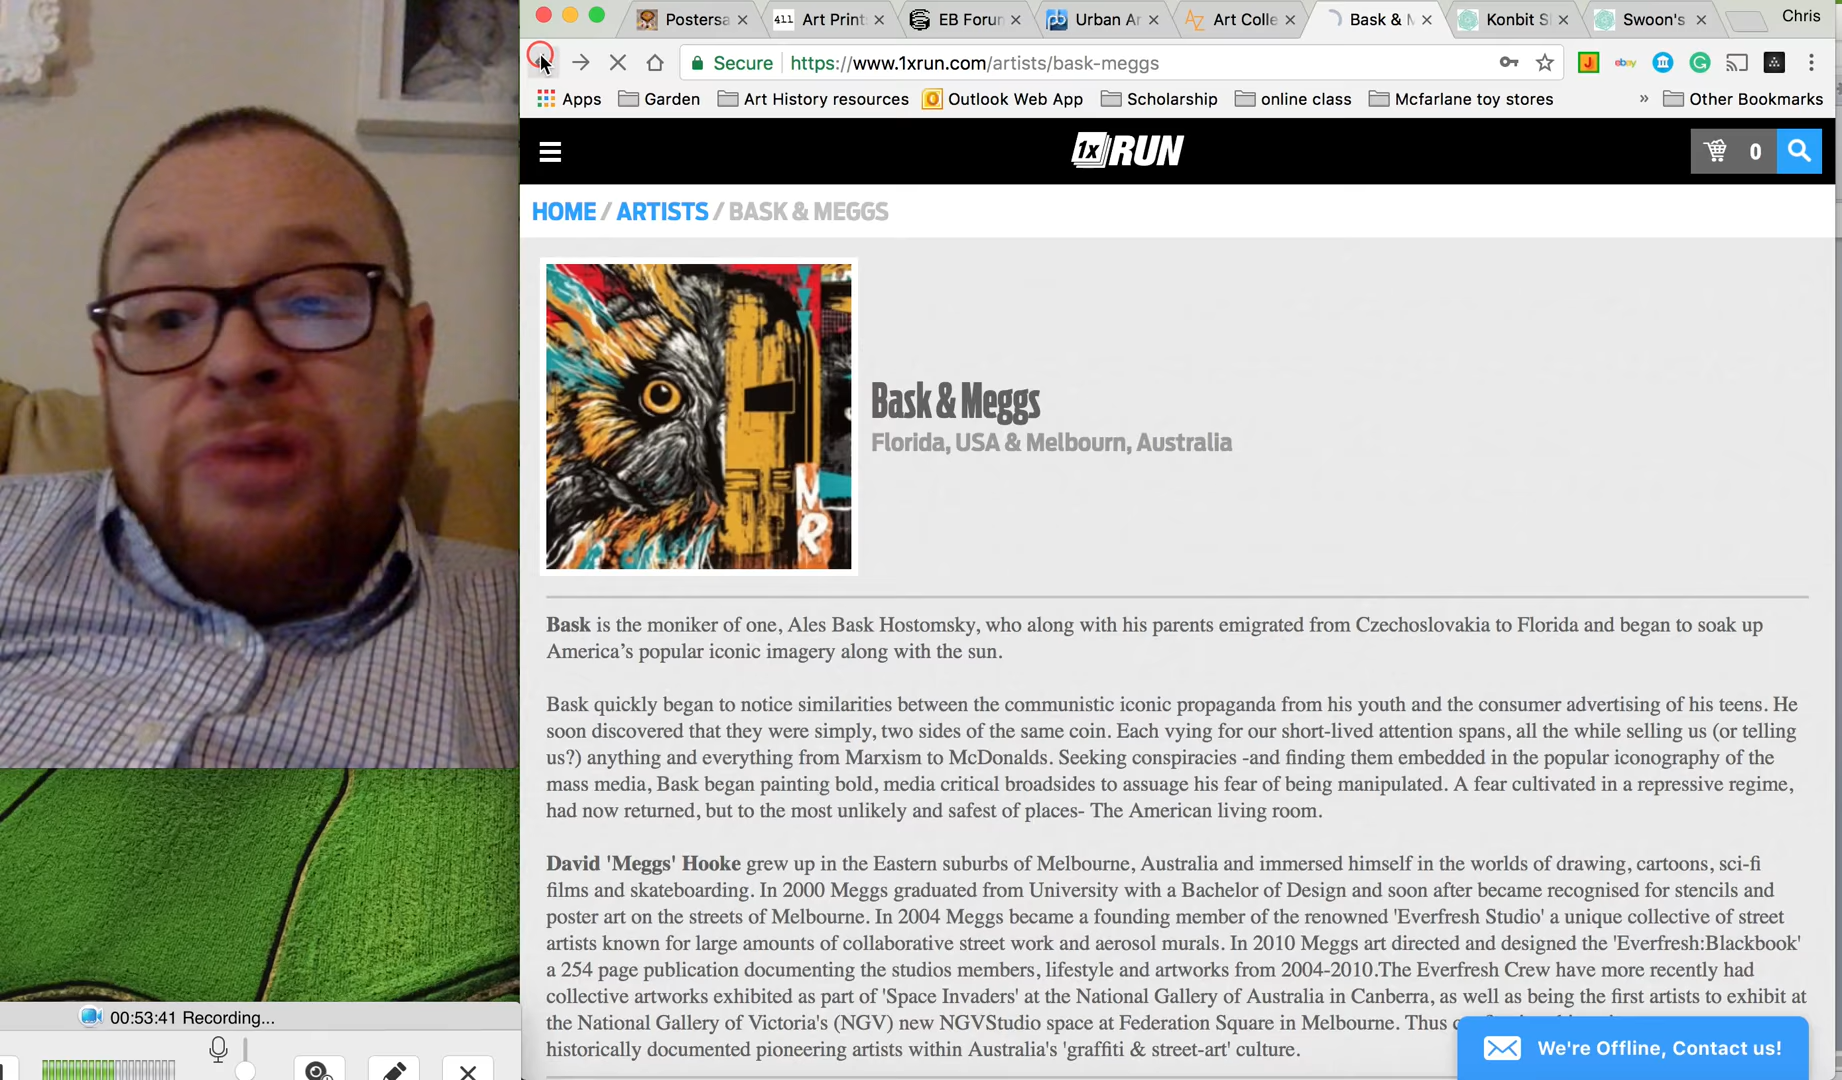 Postersa
Art Print
EB Forun
Urban Ar
Art Colle
Bask & M
Konbit S
Swoon's
Chris
Secure https://www.1xrun.com/artists/bask-meggs
Apps Garden Art History resources Outlook Web App Scholarship online class Mcfarlane toy stores » Other Bookmarks
1x RUN
0
HOME / ARTISTS / BASK & MEGGS
Bask & Meggs
Florida, USA & Melbourn, Australia
Bask is the moniker of one, Ales Bask Hostomsky, who along with his parents emigrated from Czechoslovakia to Florida and began to soak up
America's popular iconic imagery along with the sun.
Bask quickly began to notice similarities between the communistic iconic propaganda from his youth and the consumer advertising of his teens. He
soon discovered that they were simply, two sides of the same coin. Each vying for our short-lived attention spans, all the while selling us (or telling
us?) anything and everything from Marxism to McDonalds. Seeking conspiracies -and finding them embedded in the popular iconography of the
mass media, Bask began painting bold, media critical broadsides to assuage his fear of being manipulated. A fear cultivated in a repressive regime,
had now returned, but to the most unlikely and safest of places- The American living room.
David 'Meggs' Hooke grew up in the Eastern suburbs of Melbourne, Australia and immersed himself in the worlds of drawing, cartoons, sci-fi
films and skateboarding. In 2000 Meggs graduated from University with a Bachelor of Design and soon after became recognised for stencils and
poster art on the streets of Melbourne. In 2004 Meggs became a founding member of the renowned 'Everfresh Studio' a unique collective of street
artists known for large amounts of collaborative street work and aerosol murals. In 2010 Meggs art directed and designed the 'Everfresh:Blackbook'
a 254 page publication documenting the studios members, lifestyle and artworks from 2004-2010.The Everfresh Crew have more recently had
collective artworks exhibited as part of 'Space Invaders' at the National Gallery of Australia in Canberra, as well as being the first artists to exhibit at
the National Gallery of Victoria's (NGV) new NGVStudio space at Federation Square in Melbourne. Thus
historically documented pioneering artists within Australia's 'graffiti & street-art' culture.
We're Offline, Contact us!
00:53:41 Recording...